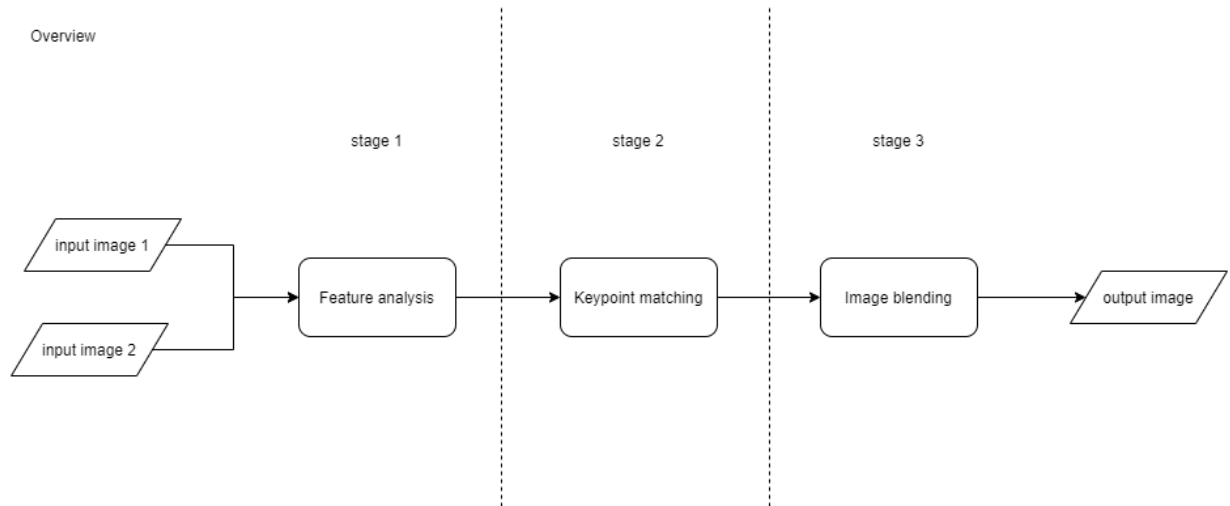 Overview
stage 1
stage 2
stage 3
input image 1
input image 2
Feature analysis
Keypoint matching
Image blending
output image